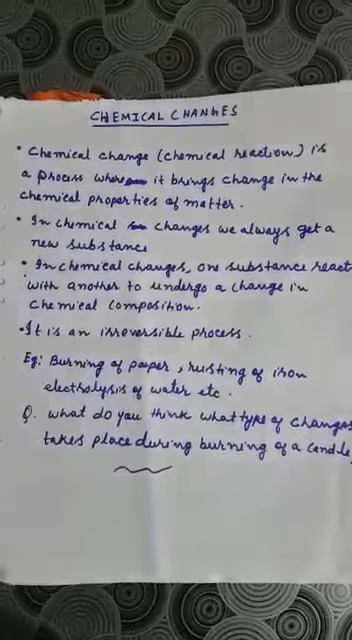 CHEMICAL CHANGES
• Chemical change (chemical reaction) is
a process where it brings change in the
chemical properties of matter.
• In chemical changes we always get a
new substance
• In chemical changes, one substance react
with another to undergo a change in
chemical composition.
• It is an irreversible process.
Eg: Burning of paper, rusting of iron
electrolysis of water etc.
Q. What do you think what type of changes
takes place during burning of a candle